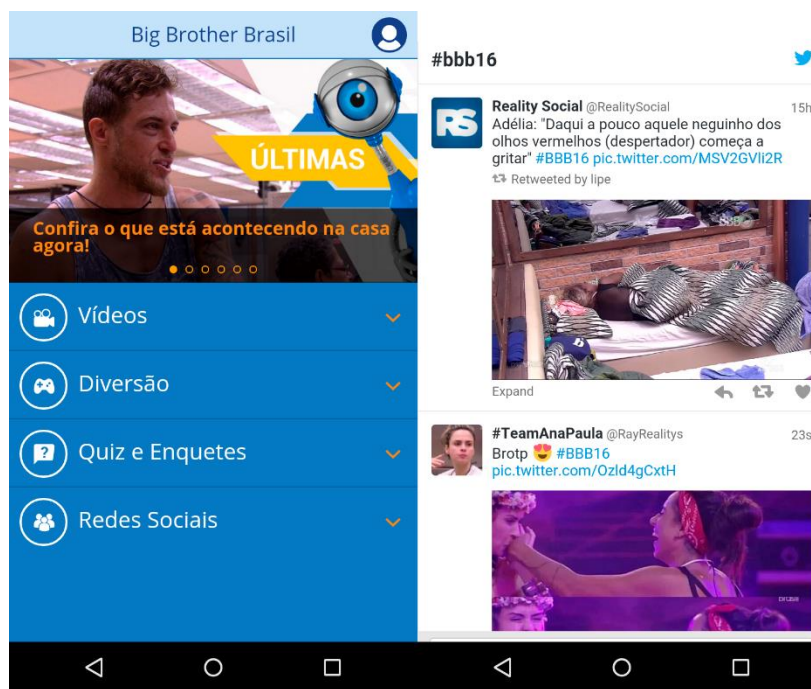 Big Brother Brasil
ÚLTIMAS
Confira o que está acontecendo na casa
agora!
Vídeos
Diversão
Quiz e Enquetes
Redes Sociais
#bbb16
RS
Reality Social @RealitySocial 15h
Adélia: "Daqui a pouco aquele neguinho dos
olhos vermelhos (despertador) começa a
gritar" #BBB16 pic.twitter.com/MSV2GVli2R
Retweeted by lipe
Expand
#TeamAnaPaula @RayRealitys 23s
Brotp 😍 #BBB16
pic.twitter.com/Ozld4gCxtH